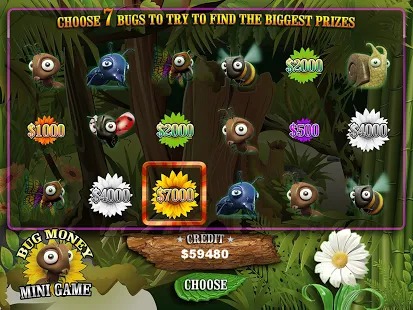 CHOOSE 7 BUGS TO TRY TO FIND THE BIGGEST PRIZES
$2000
$1000
$2000
$500
$4000
$4000
$7000
BUG MONEY
MINI GAME
CREDIT
$59480
CHOOSE